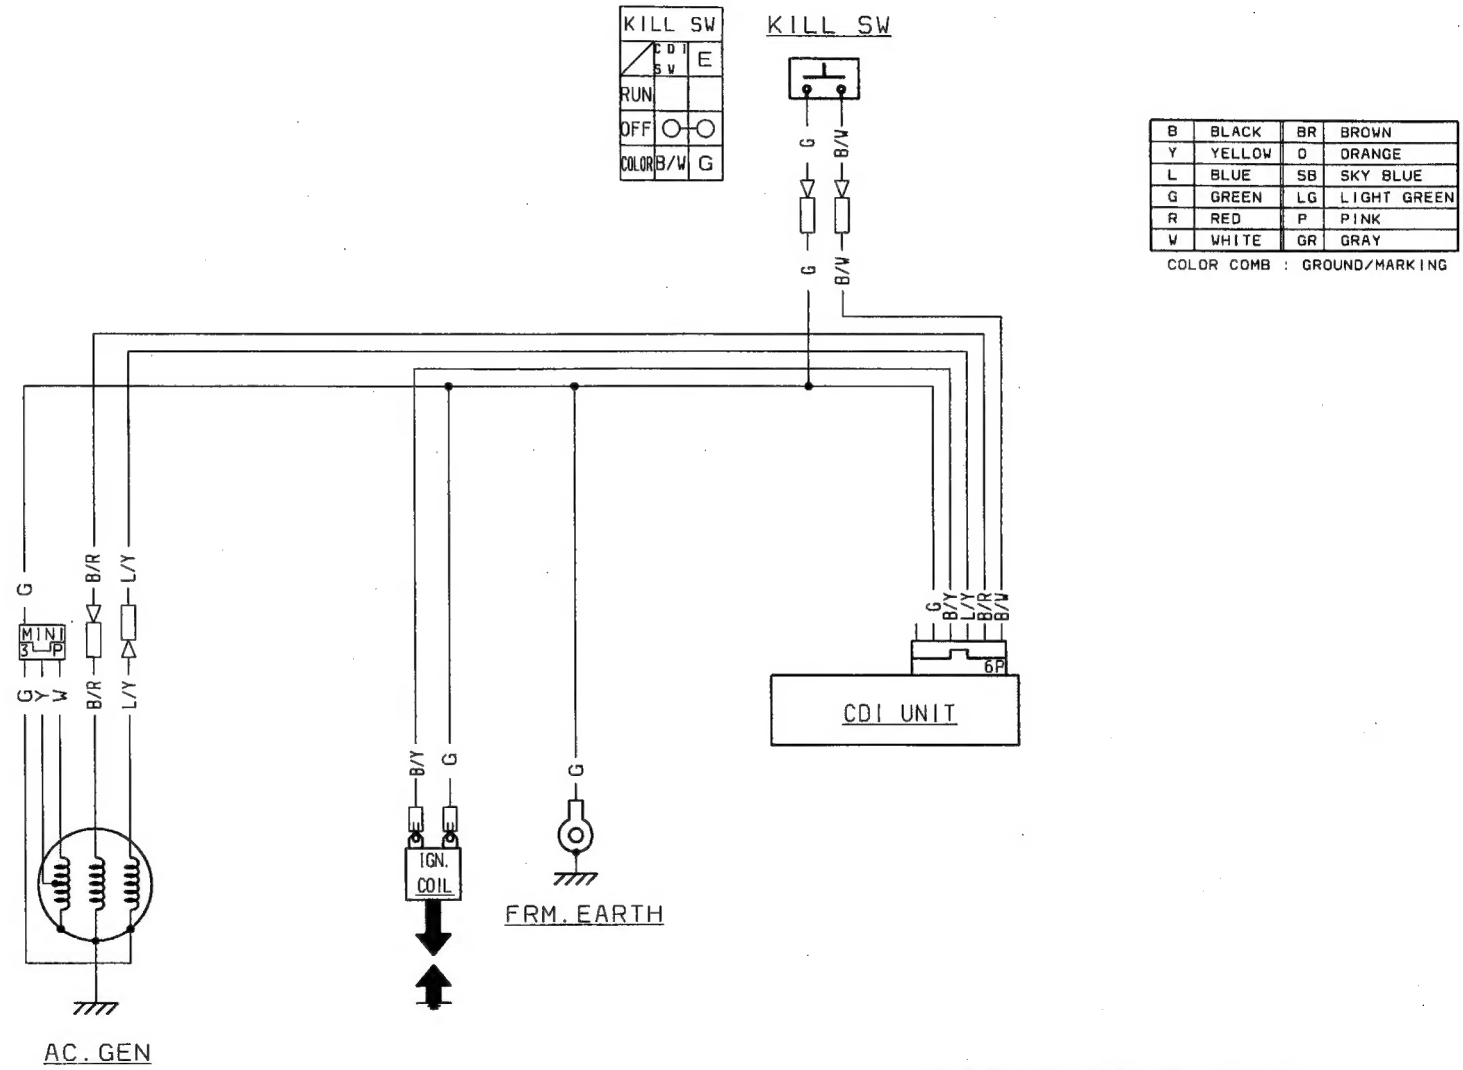 KILL SW
CDI SW E
RUN
OFF
COLOR B/W G
KILL SW
G B/W
G B/W
B BLACK BR BROWN
Y YELLOW O ORANGE
L BLUE SB SKY BLUE
G GREEN LG LIGHT GREEN
R RED P PINK
W WHITE GR GRAY
COLOR COMB : GROUND/MARKING
G B/R L/Y
MINI
3 P
G Y W B/R L/Y
AC. GEN
B/Y G
IGN.
COIL
G
FRM. EARTH
G B/Y L/Y B/R B/W
6P
CDI UNIT